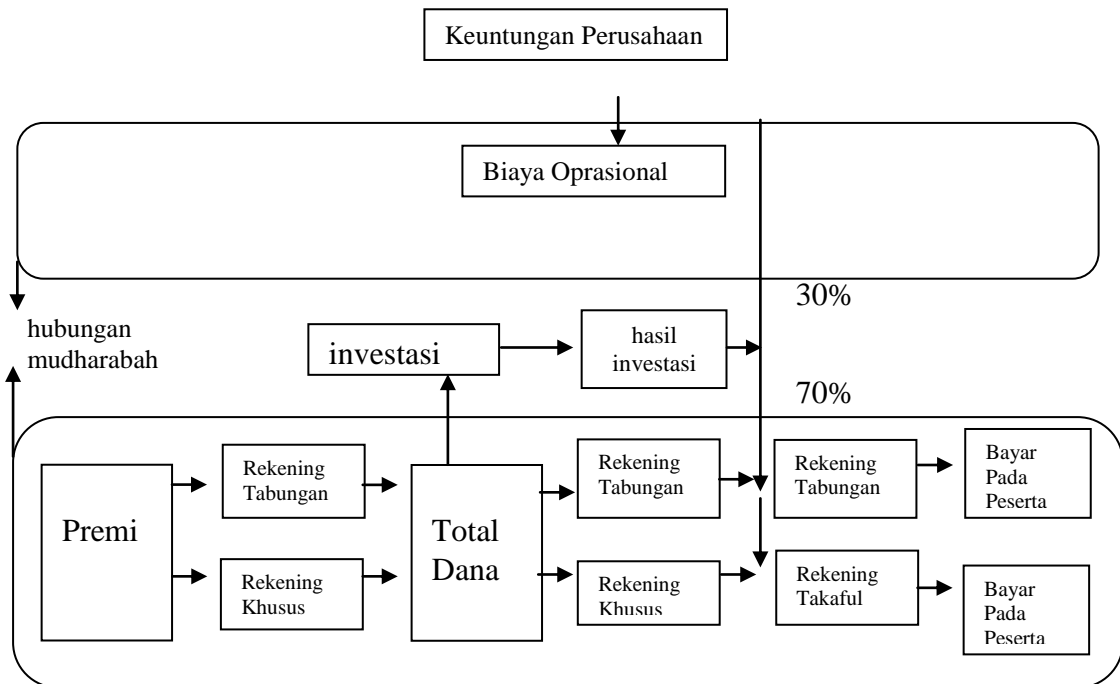 Keuntungan Perusahaan
Biaya Oprasional
30%
hubungan
mudharabah
investasi
hasil
investasi
70%
Premi
Rekening
Tabungan
Rekening
Khusus
Total
Dana
Rekening
Tabungan
Rekening
Khusus
Rekening
Tabungan
Rekening
Takaful
Bayar
Pada
Peserta
Bayar
Pada
Peserta